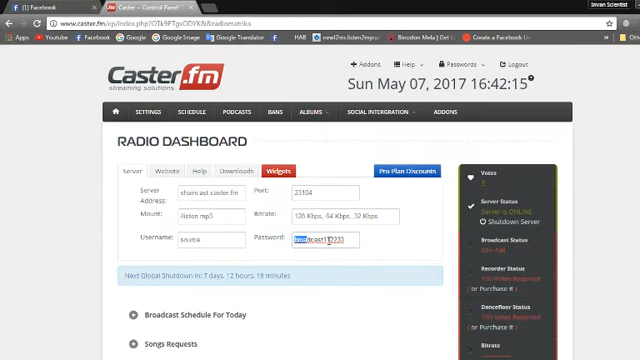 Imran Scientist
Facebook
Caster – Control Panel
www.caster.fm/cp/index.php?
Apps
Youtube
Facebook
Google
Google Translator
HAB
Binodon Mela | Get L
Create a Facebook L
Caster.fm
streaming solutions
Addons
Help
Passwords
Logout
Sun May 07, 2017 16:42:15
SETTINGS
SCHEDULE
PODCASTS
BANS
ALBUMS
SOCIAL INTERGRATION
ADDONS
RADIO DASHBOARD
Server
Website
Help
Downloads
Widgets
Pro Plan Discounts
Server Address:
shaincast.caster.fm
Port:
23104
Mount:
/listen.mp3
Bitrate:
128 Kbps, 64 Kbps, 32 Kbps
Username:
source
Password:
Next Global Shutdown In: 7 days, 12 hours, 18 minutes
Broadcast Schedule For Today
Songs Requests
Votes
3
Server Status
Server is ONLINE
Shutdown Server
Broadcast Status
OFF-AIR
Recorder Status
100 Votes Required
( or Purchase it )
Dancefloor Status
100 Votes Required
( or Purchase it )
Bitrate